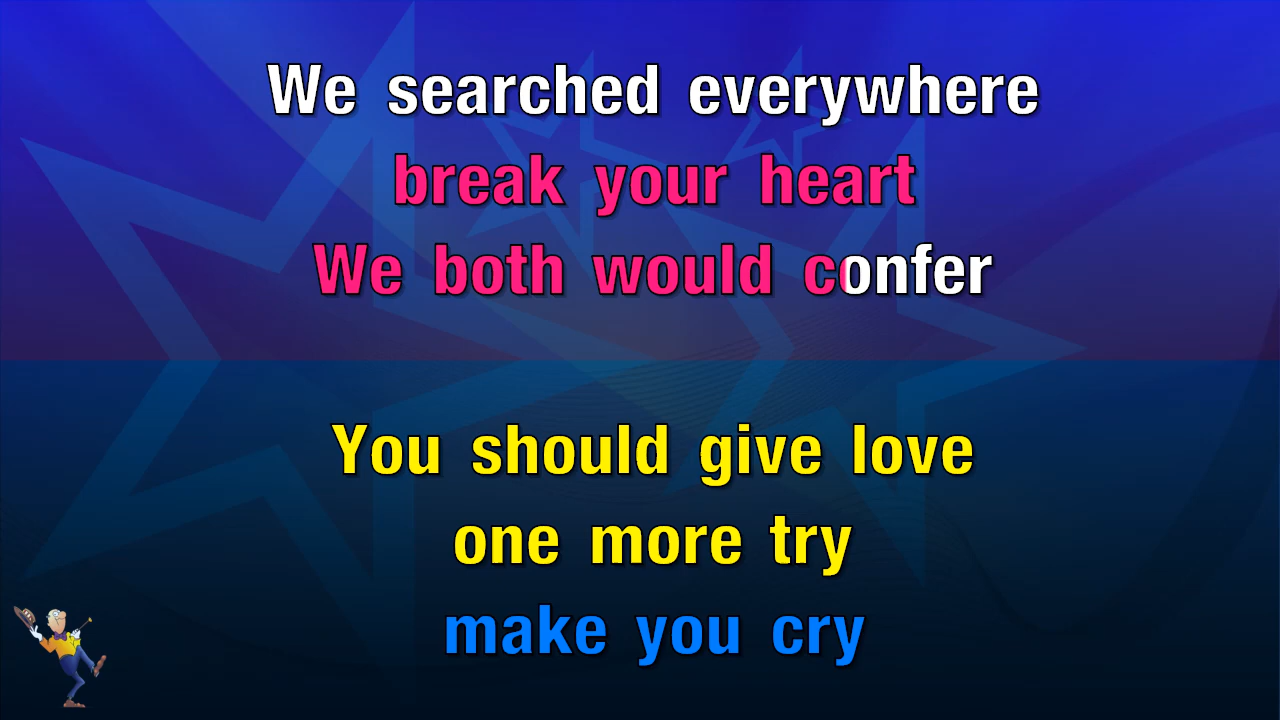 We searched everywhere
break your heart
We both would confer
You should give love
one more try
make you cry